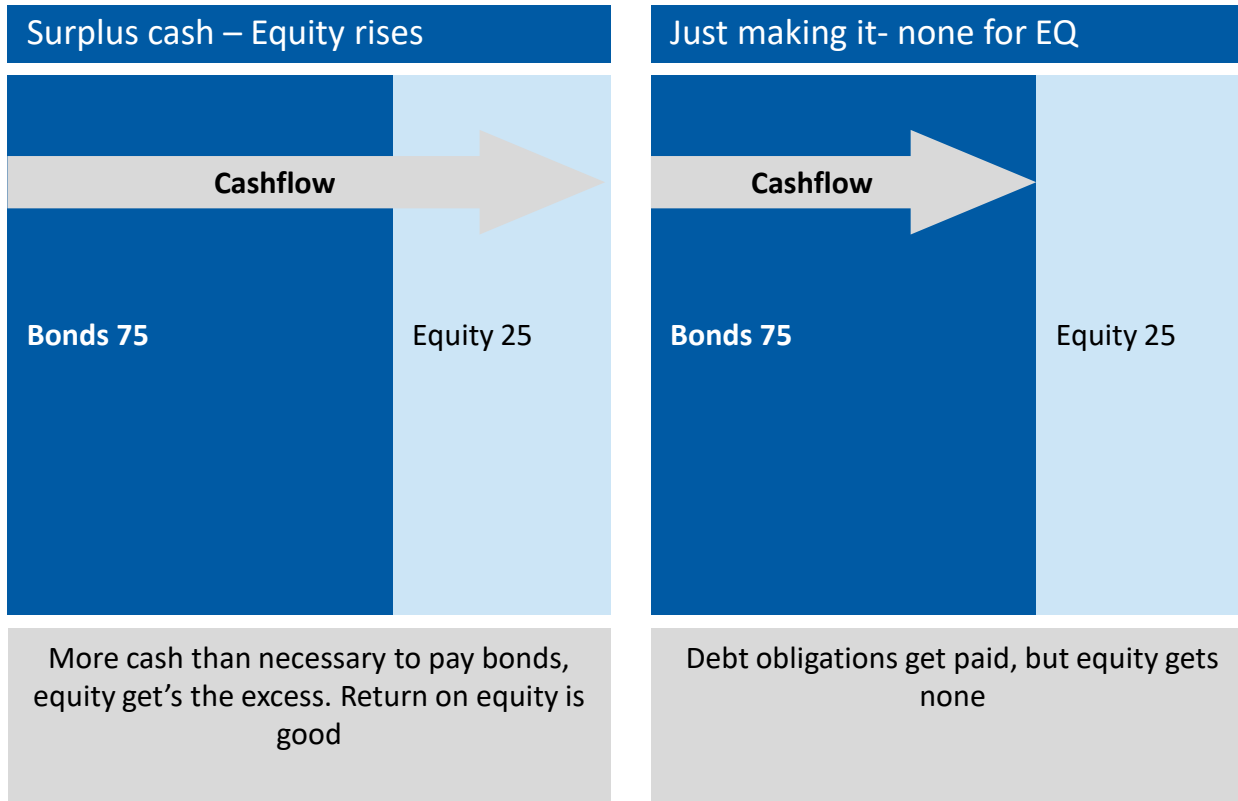 Surplus cash – Equity rises
Cashflow
Bonds 75
Equity 25
More cash than necessary to pay bonds,
equity get’s the excess. Return on equity is
good
Just making it- none for EQ
Cashflow
Bonds 75
Equity 25
Debt obligations get paid, but equity gets
none